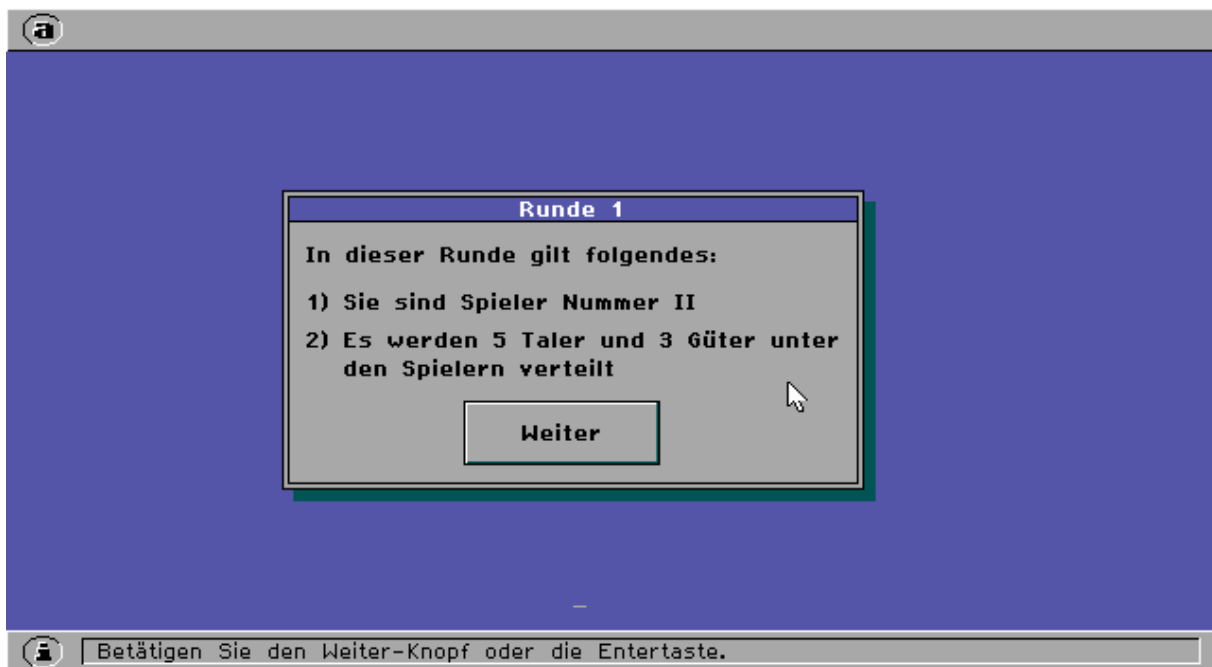 a
Runde 1
In dieser Runde gilt folgendes:
1) Sie sind Spieler Nummer II
2) Es werden 5 Taler und 3 Güter unter
den Spielern verteilt
Weiter
i Betätigen Sie den Weiter-Knopf oder die Entertaste.